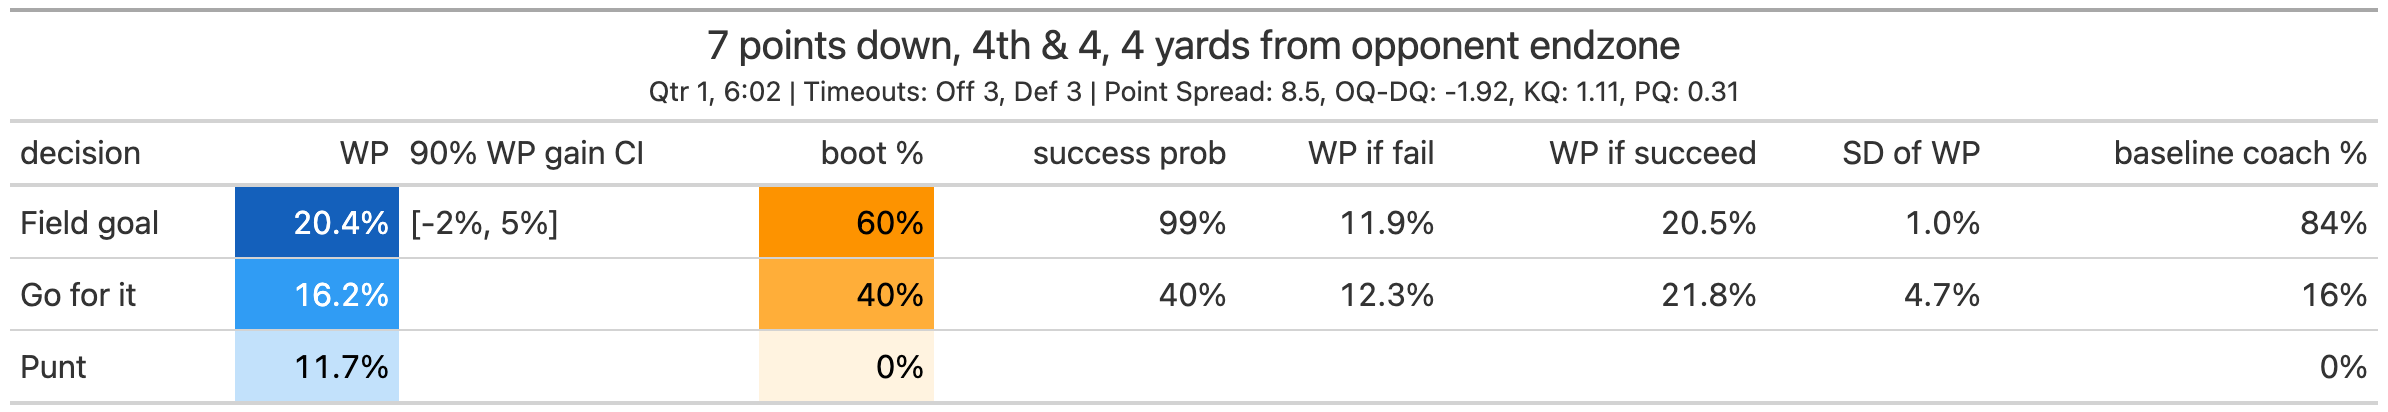 7 points down, 4th & 4, 4 yards from opponent endzone
Qtr 1, 6:02 | Timeouts: Off 3, Def 3 | Point Spread: 8.5, OQ-DQ: -1.92, KQ: 1.11, PQ: 0.31
decision WP 90% WP gain CI boot % success prob WP if fail WP if succeed SD of WP baseline coach %
Field goal 20.4% [-2%, 5%] 60% 99% 11.9% 20.5% 1.0% 84%
Go for it 16.2% 40% 40% 12.3% 21.8% 4.7% 16%
Punt 11.7% 0% 0%